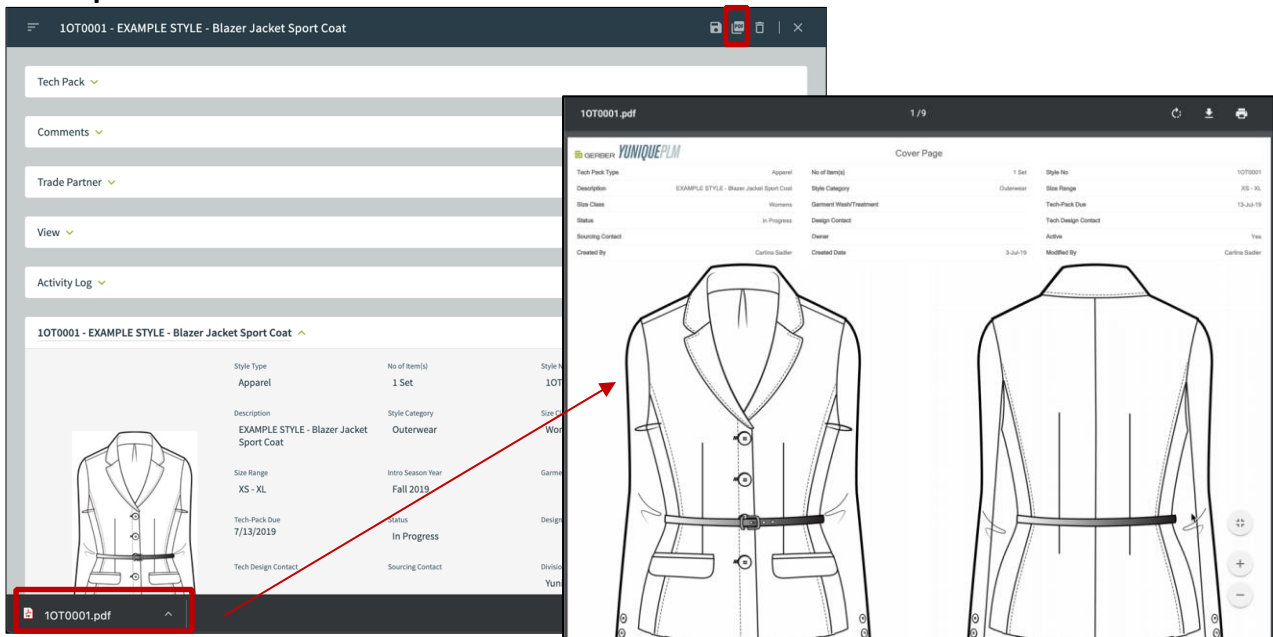 1OT0001 - EXAMPLE STYLE - Blazer Jacket Sport Coat
PDF
Tech Pack
Comments
Trade Partner
View
Activity Log
1OT0001 - EXAMPLE STYLE - Blazer Jacket Sport Coat
Style Type No of Item(s)
Apparel 1 Set 1OT
Description Style Category
EXAMPLE STYLE - Blazer Jacket Outerwear
Sport Coat
Size Range Intro Season Year Garme
XS - XL Fall 2019
Tech-Pack Due Status Design
7/13/2019 In Progress
Tech Design Contact Sourcing Contact Divisio
Yuni
1OT0001.pdf
1OT0001.pdf 1 / 9
GERBER YUNIQUEPLM Cover Page
Tech Pack Type Apparel No of Item(s) 1 Set Style No 1OT0001
Description EXAMPLE STYLE - Blazer Jacket Sport Coat Style Category Outerwear Size Range XS - XL
Size Class Womens Garment Wash/Treatment Tech-Pack Due 13-Jul-19
Status In Progress Design Contact Tech Design Contact
Sourcing Contact Owner Active Yes
Created By Carlina Sadler Created Date 3-Jul-19 Modified By Carlina Sadler